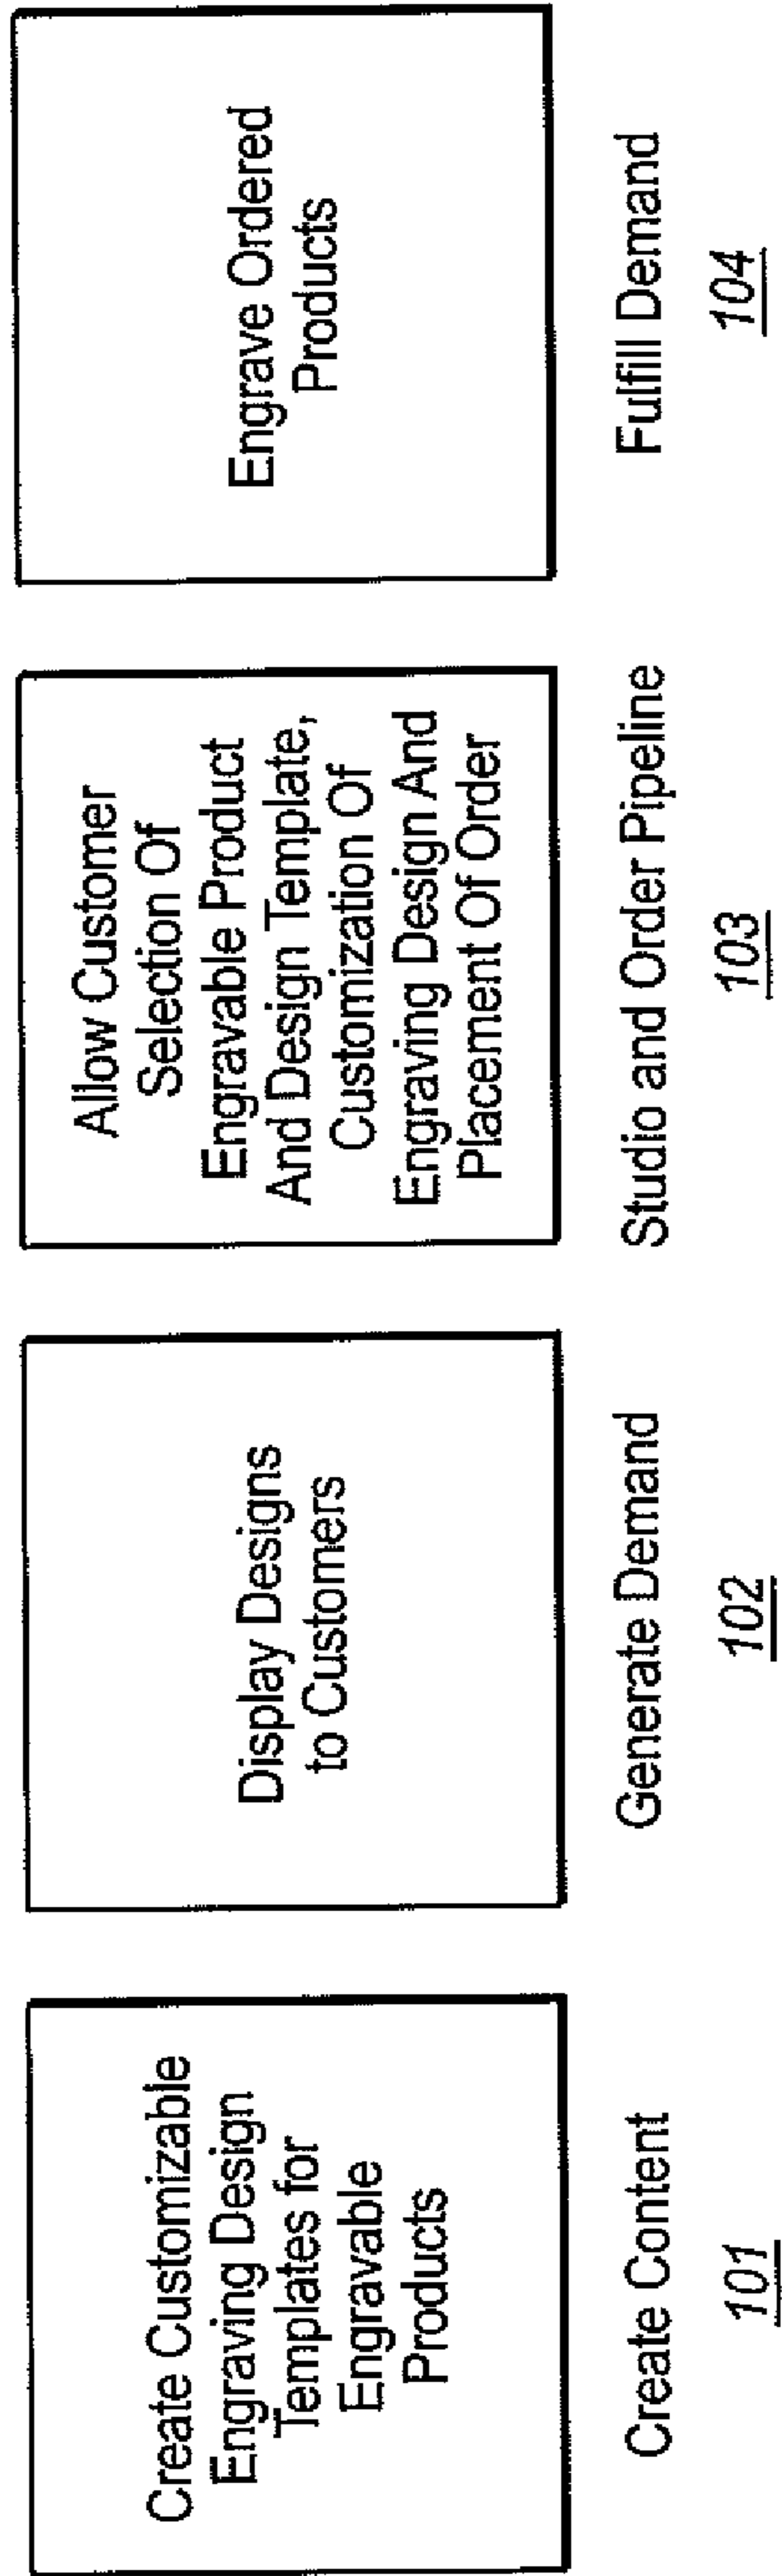 Create Customizable
Engraving Design
Templates for
Engravable
Products
Create Content
101
Display Designs
to Customers
Generate Demand
102
Allow Customer
Selection Of
Engravable Product
And Design Template,
Customization Of
Engraving Design And
Placement Of Order
Studio and Order Pipeline
103
Engrave Ordered
Products
Fulfill Demand
104